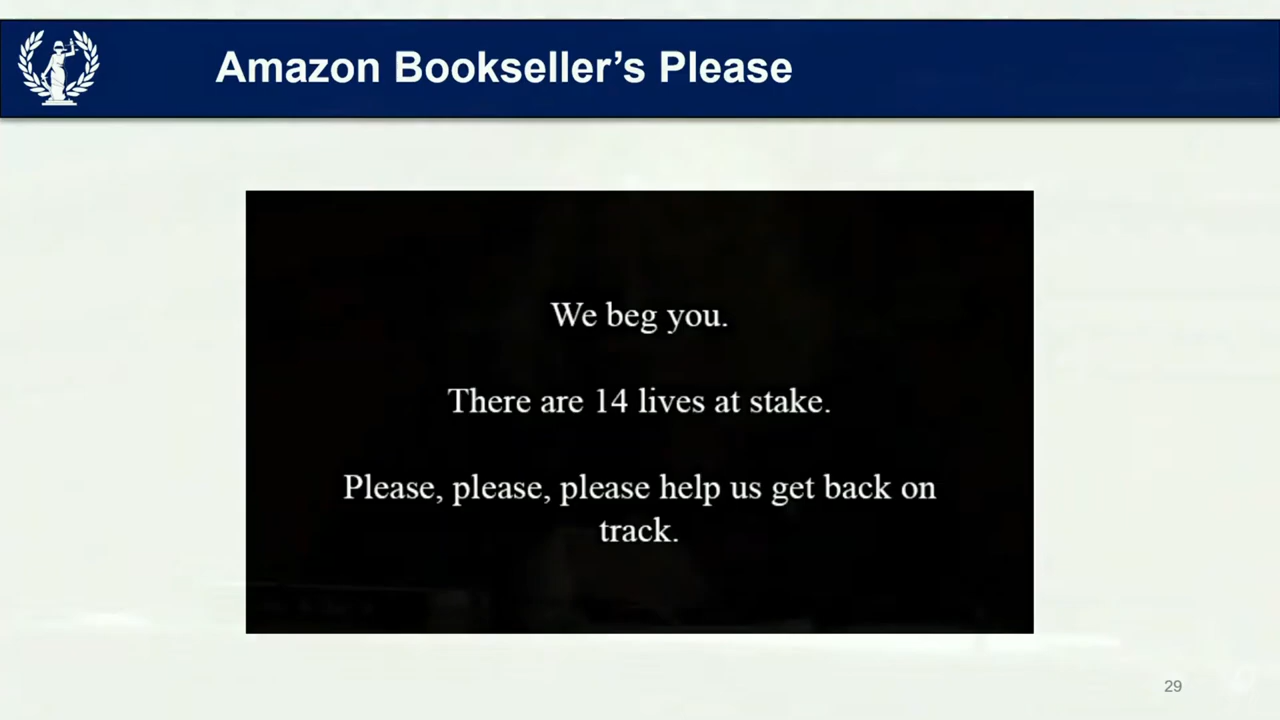 Amazon Bookseller’s Please
We beg you.
There are 14 lives at stake.
Please, please, please help us get back on
track.
29